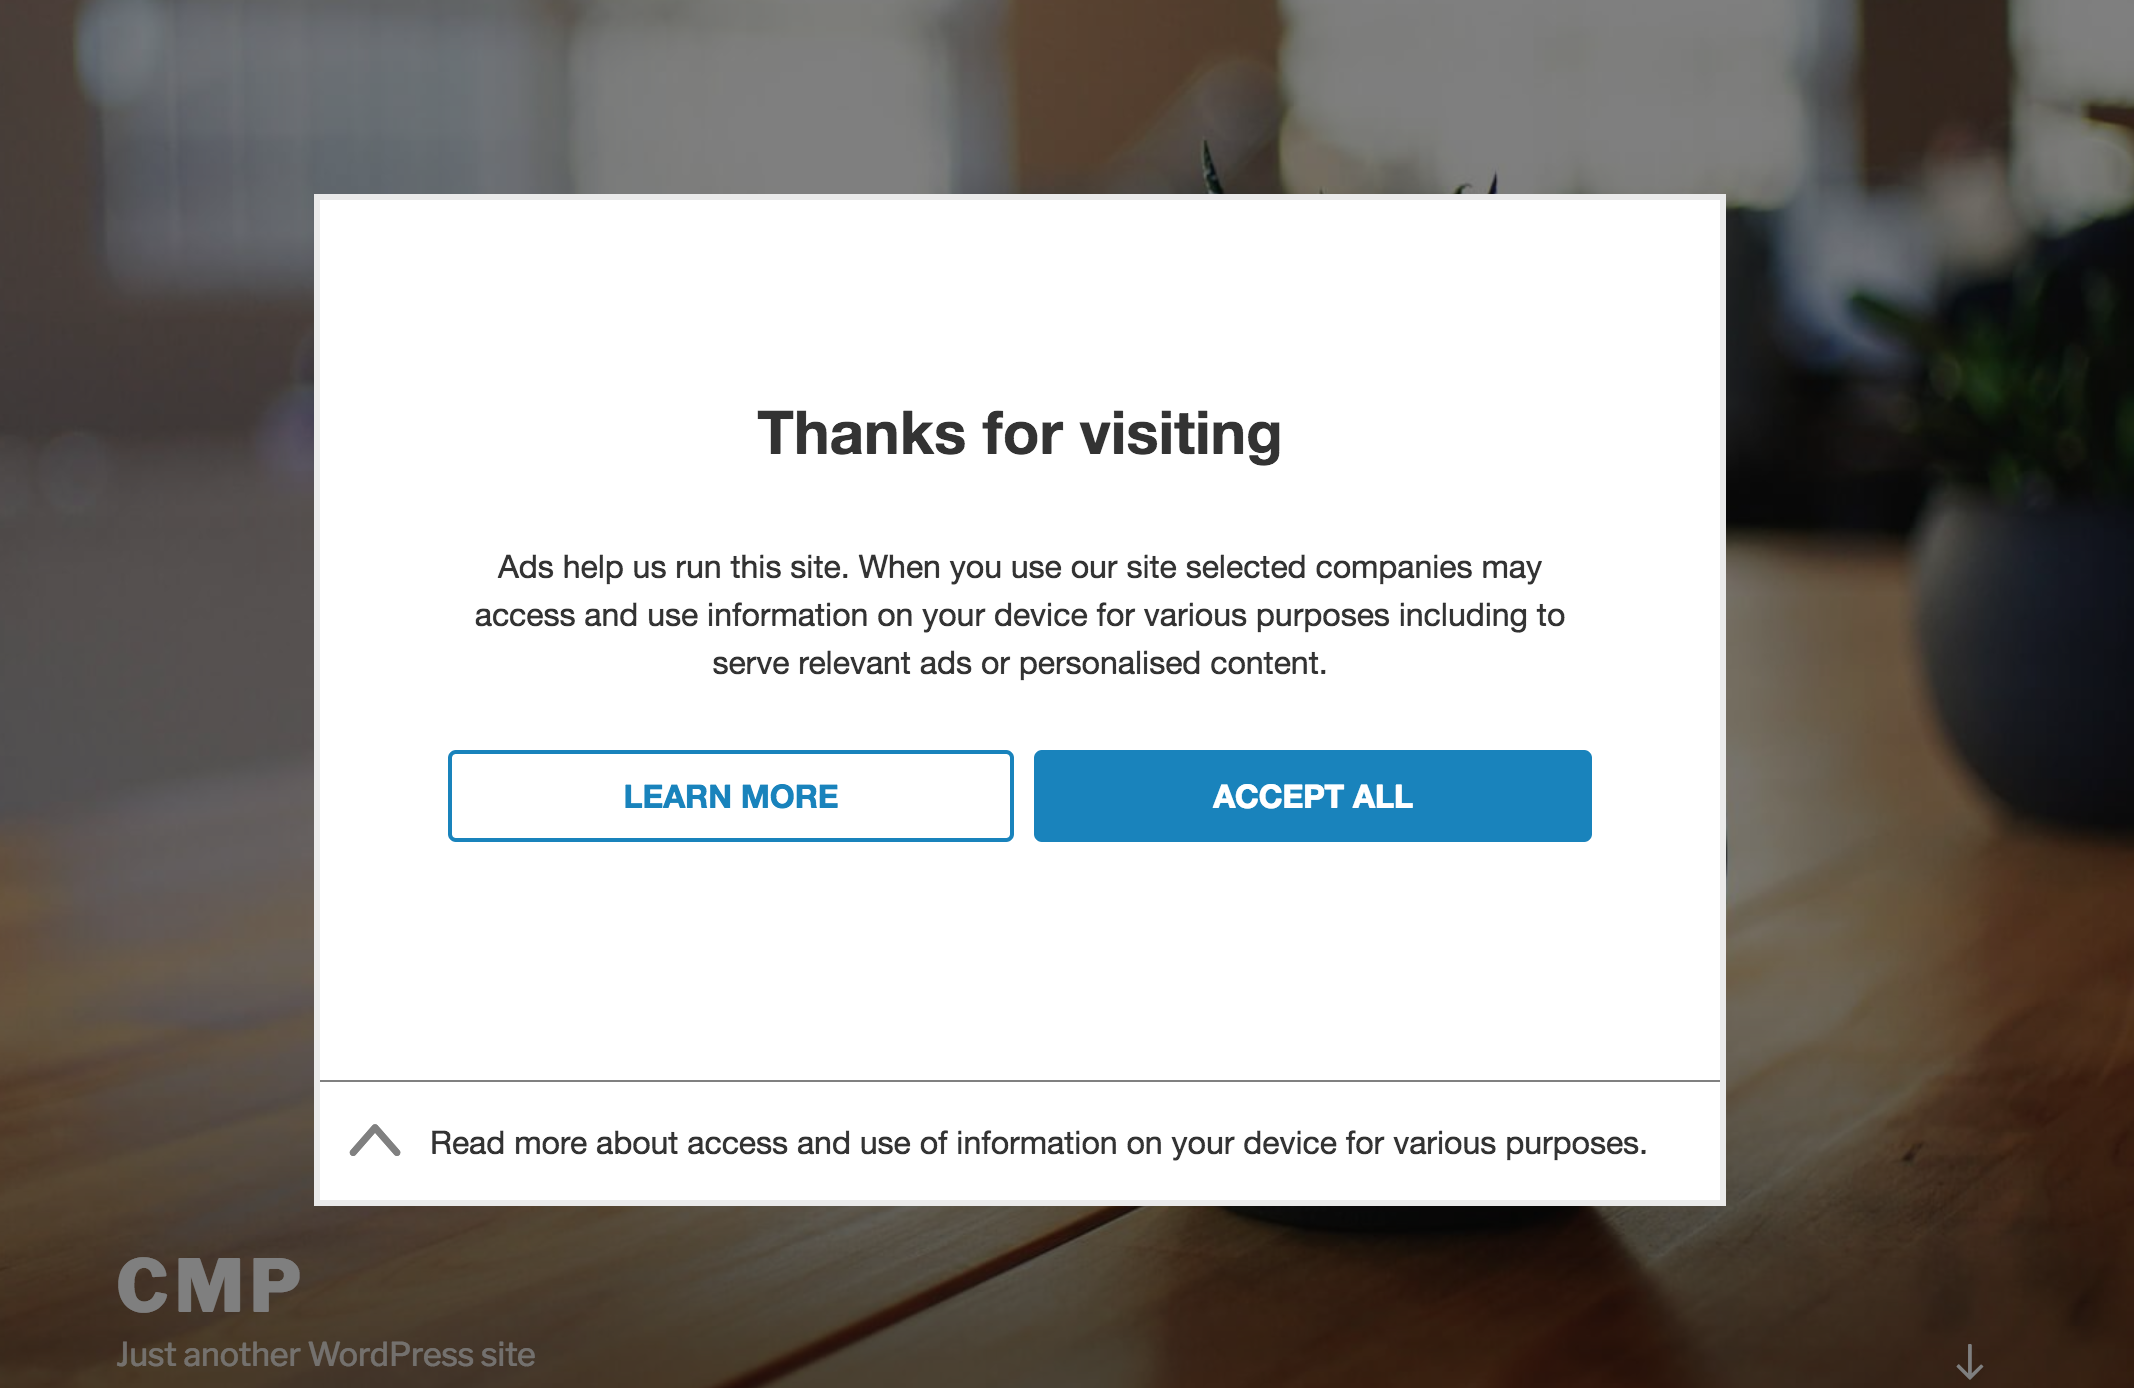 Thanks for visiting
Ads help us run this site. When you use our site selected companies may
access and use information on your device for various purposes including to
serve relevant ads or personalised content.
LEARN MORE
ACCEPT ALL
Read more about access and use of information on your device for various purposes.
CMP
Just another WordPress site